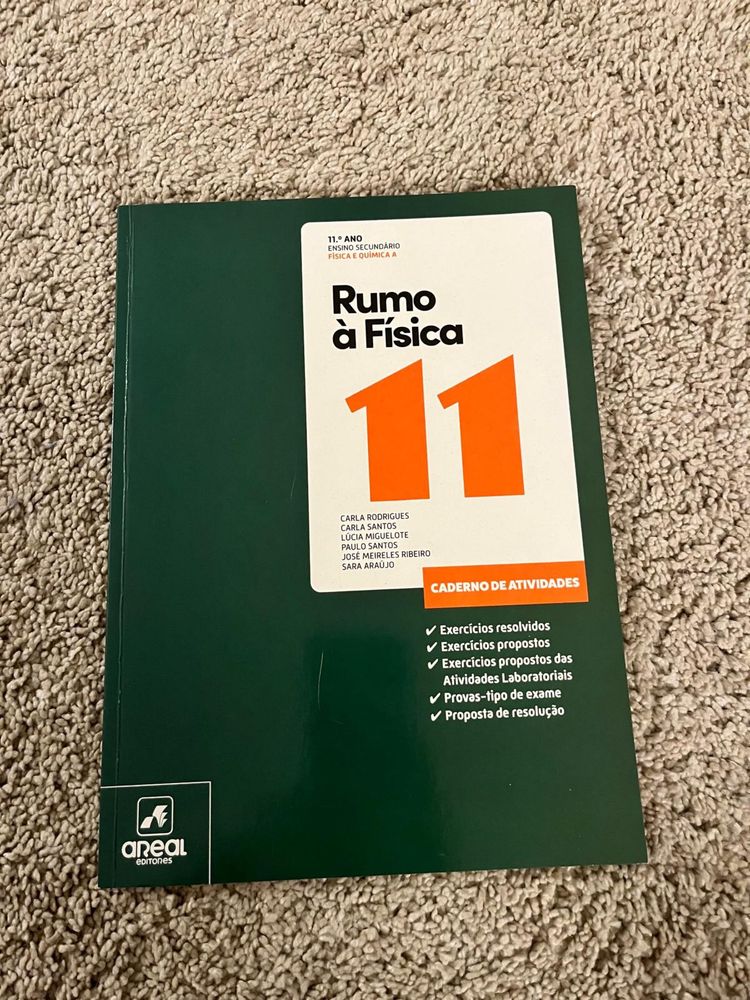 11.º ANO
ENSINO SECUNDÁRIO
FÍSICA E QUÍMICA A
Rumo
à Física
11
CARLA RODRIGUES
CARLA SANTOS
LÚCIA MIGUELOTE
PAULO SANTOS
JOSÉ MEIRELES RIBEIRO
SARA ARAÚJO
CADERNO DE ATIVIDADES
✔ Exercícios resolvidos
✔ Exercícios propostos
✔ Exercícios propostos das
Atividades Laboratoriais
✔ Provas-tipo de exame
✔ Proposta de resolução
areal
EDITORES